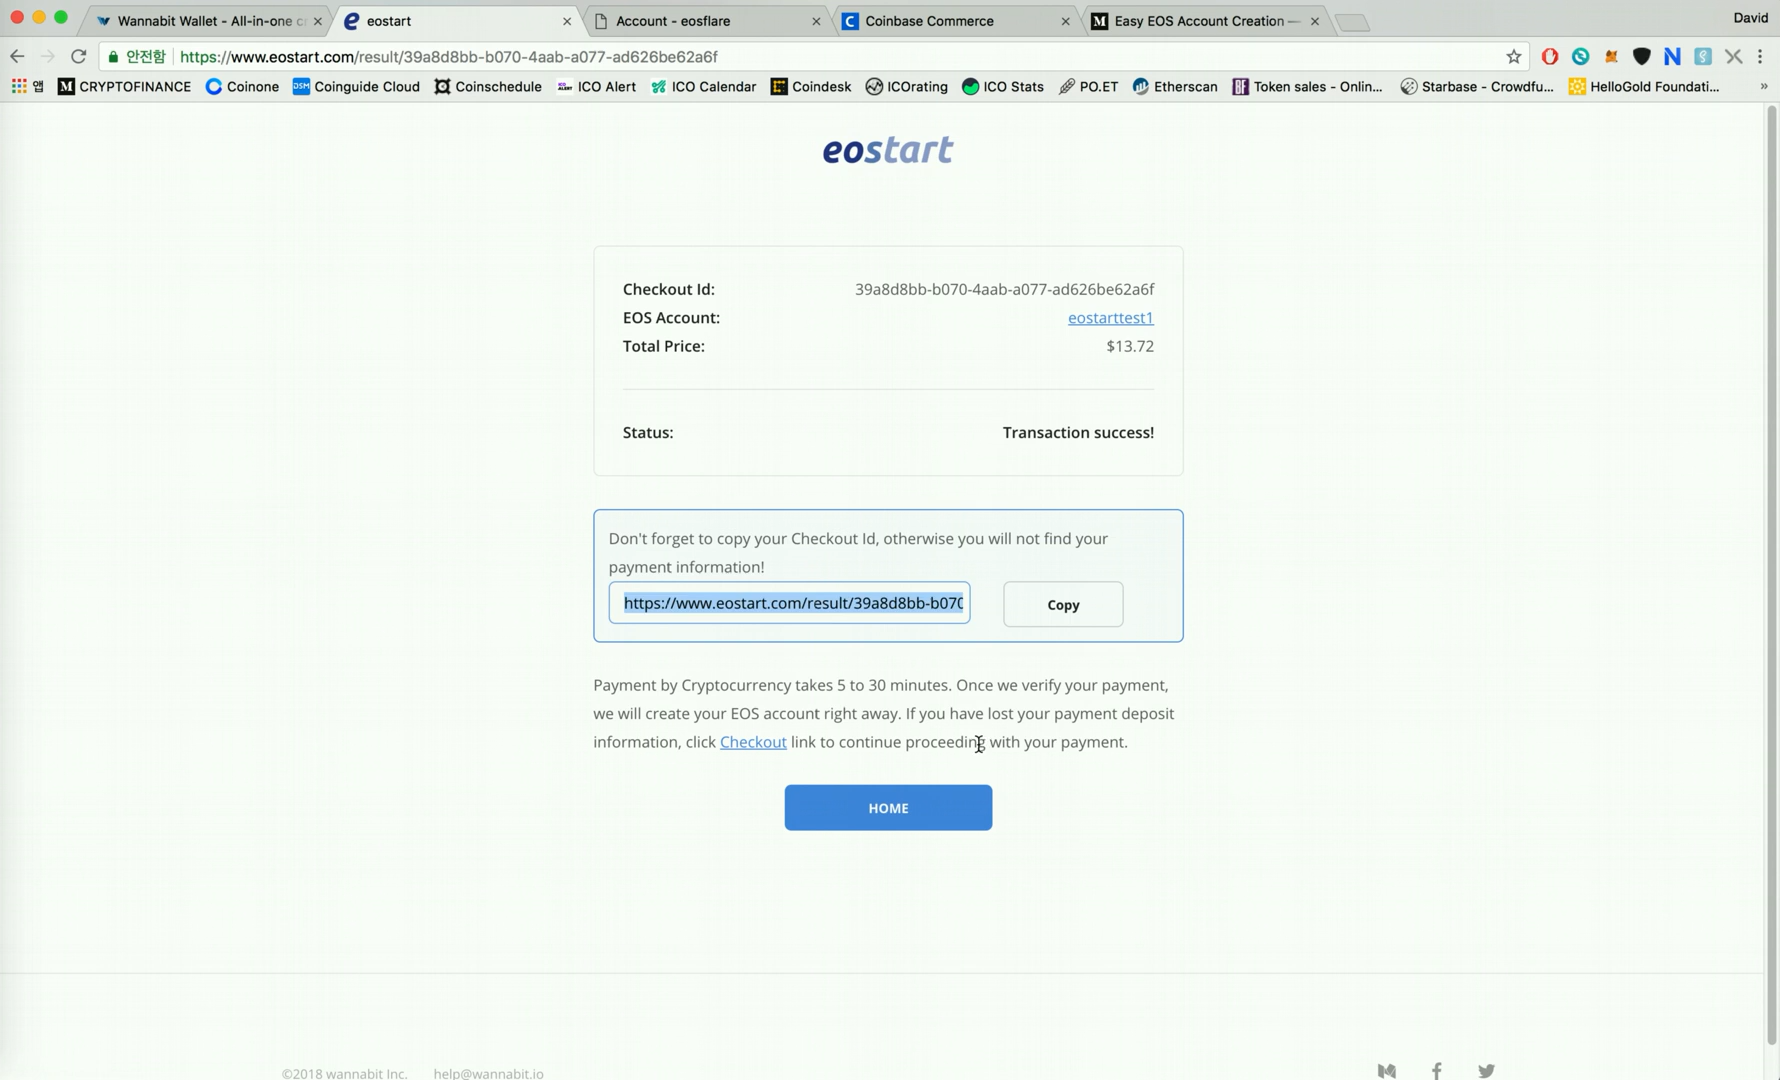 Wannabit Wallet - All-in-one c
eostart
Account - eosflare
Coinbase Commerce
Easy EOS Account Creation —
David
안전함
https://www.eostart.com/result/39a8d8bb-b070-4aab-a077-ad626be62a6f
앱
CRYPTOFINANCE
Coinone
Coinguide Cloud
Coinschedule
ICO Alert
ICO Calendar
Coindesk
ICOrating
ICO Stats
PO.ET
Etherscan
Token sales - Onlin...
Starbase - Crowdfu...
HelloGold Foundati...
»
eostart
Checkout Id: 39a8d8bb-b070-4aab-a077-ad626be62a6f
EOS Account: eostarttest1
Total Price: $13.72
Status: Transaction success!
Don't forget to copy your Checkout Id, otherwise you will not find your
payment information!
https://www.eostart.com/result/39a8d8bb-b070
Copy
Payment by Cryptocurrency takes 5 to 30 minutes. Once we verify your payment,
we will create your EOS account right away. If you have lost your payment deposit
information, click Checkout link to continue proceeding with your payment.
HOME
©2018 wannabit Inc. help@wannabit.io